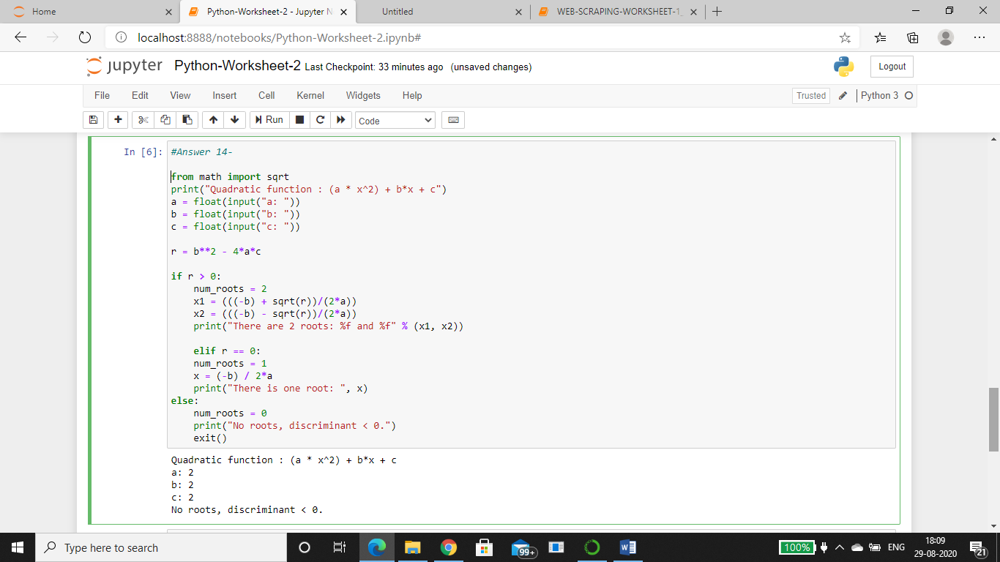 Home
Python-Worksheet-2 - Jupyter N
Untitled
WEB-SCRAPING-WORKSHEET-1_
localhost:8888/notebooks/Python-Worksheet-2.ipynb#
jupyter Python-Worksheet-2 Last Checkpoint: 33 minutes ago (unsaved changes)
Logout
File Edit View Insert Cell Kernel Widgets Help
Trusted
Python 3
Run
Code
In [6]:
#Answer 14-
from math import sqrt
print("Quadratic function : (a * x^2) + b*x + c")
a = float(input("a: "))
b = float(input("b: "))
c = float(input("c: "))
r = b**2 - 4*a*c
if r > 0:
    num_roots = 2
    x1 = (((-b) + sqrt(r))/(2*a))
    x2 = (((-b) - sqrt(r))/(2*a))
    print("There are 2 roots: %f and %f" % (x1, x2))
    elif r == 0:
    num_roots = 1
    x = (-b) / 2*a
    print("There is one root: ", x)
else:
    num_roots = 0
    print("No roots, discriminant < 0.")
    exit()
Quadratic function : (a * x^2) + b*x + c
a: 2
b: 2
c: 2
No roots, discriminant < 0.
Type here to search
99+
100%
ENG
18:09
29-08-2020
21